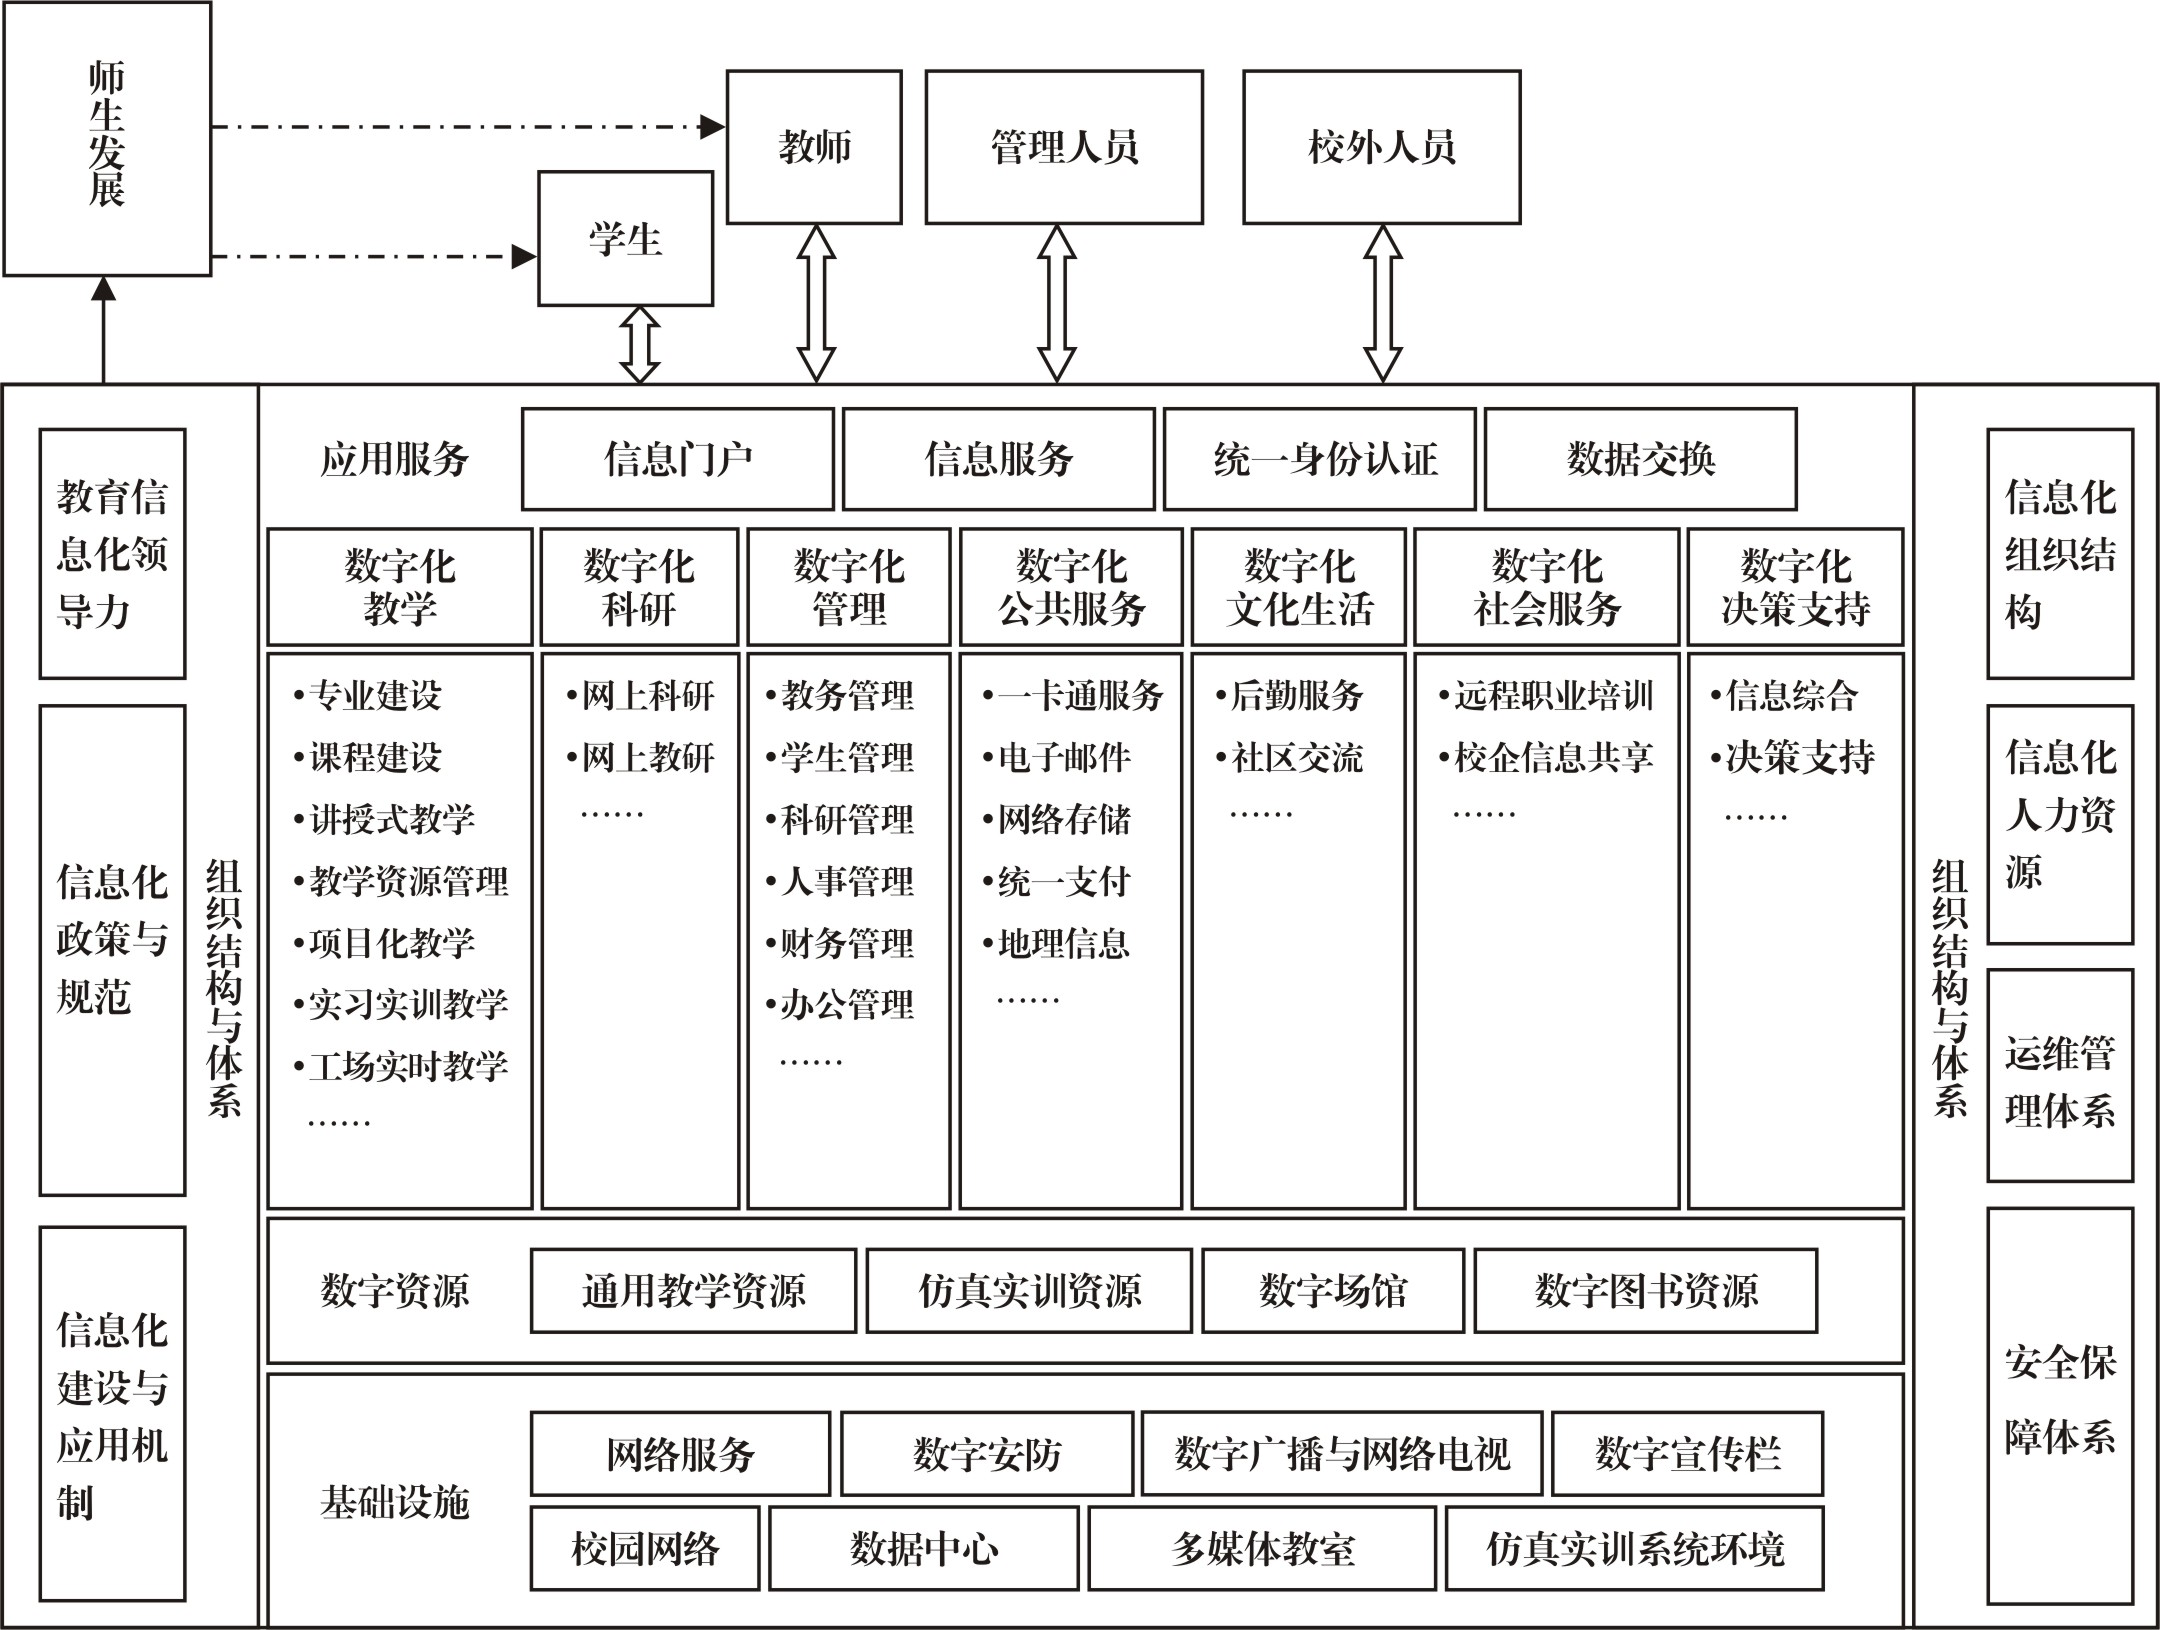 师生发展
教师
管理人员
校外人员
学生
教育信
息化领
导力
信息化
政策与
规范
信息化
建设与
应用机
制
组织结构与体系
应用服务
信息门户
信息服务
统一身份认证
数据交换
数字化
教学
数字化
科研
数字化
管理
数字化
公共服务
数字化
文化生活
数字化
社会服务
数字化
决策支持
•专业建设
•课程建设
•讲授式教学
•教学资源管理
•项目化教学
•实习实训教学
•工场实时教学
……
•网上科研
•网上教研
……
•教务管理
•学生管理
•科研管理
•人事管理
•财务管理
•办公管理
……
•一卡通服务
•电子邮件
•网络存储
•统一支付
•地理信息
……
•后勤服务
•社区交流
……
•远程职业培训
•校企信息共享
……
•信息综合
•决策支持
……
数字资源
通用教学资源
仿真实训资源
数字场馆
数字图书资源
基础设施
网络服务
数字安防
数字广播与网络电视
数字宣传栏
校园网络
数据中心
多媒体教室
仿真实训系统环境
组织结构与体系
信息化
组织结
构
信息化
人力资
源
运维管
理体系
安全保
障体系